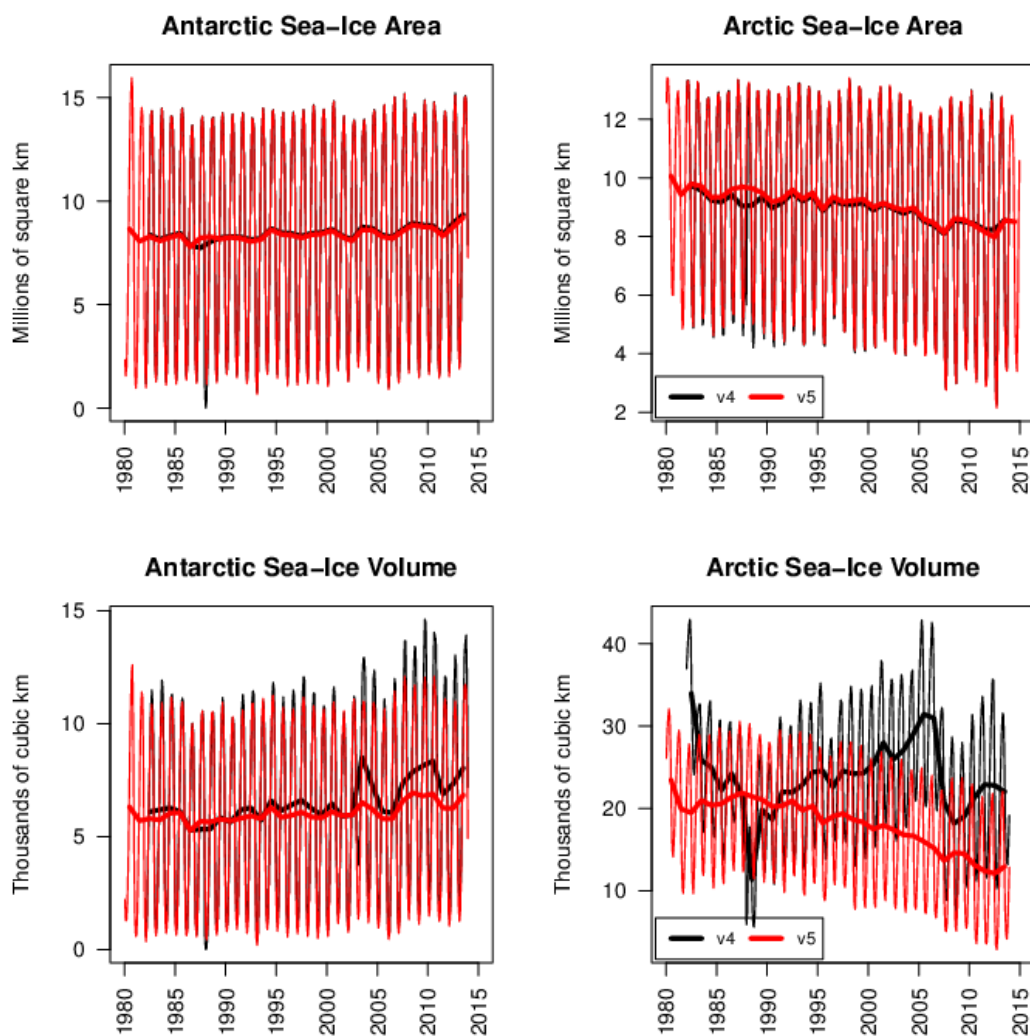 Antarctic Sea-Ice Area
Millions of square km
15
10
5
0
1980 1985 1990 1995 2000 2005 2010 2015
Arctic Sea-Ice Area
Millions of square km
12
10
8
6
4
2
v4 v5
1980 1985 1990 1995 2000 2005 2010 2015
Antarctic Sea-Ice Volume
Thousands of cubic km
15
10
5
0
1980 1985 1990 1995 2000 2005 2010 2015
Arctic Sea-Ice Volume
Thousands of cubic km
40
30
20
10
v4 v5
1980 1985 1990 1995 2000 2005 2010 2015